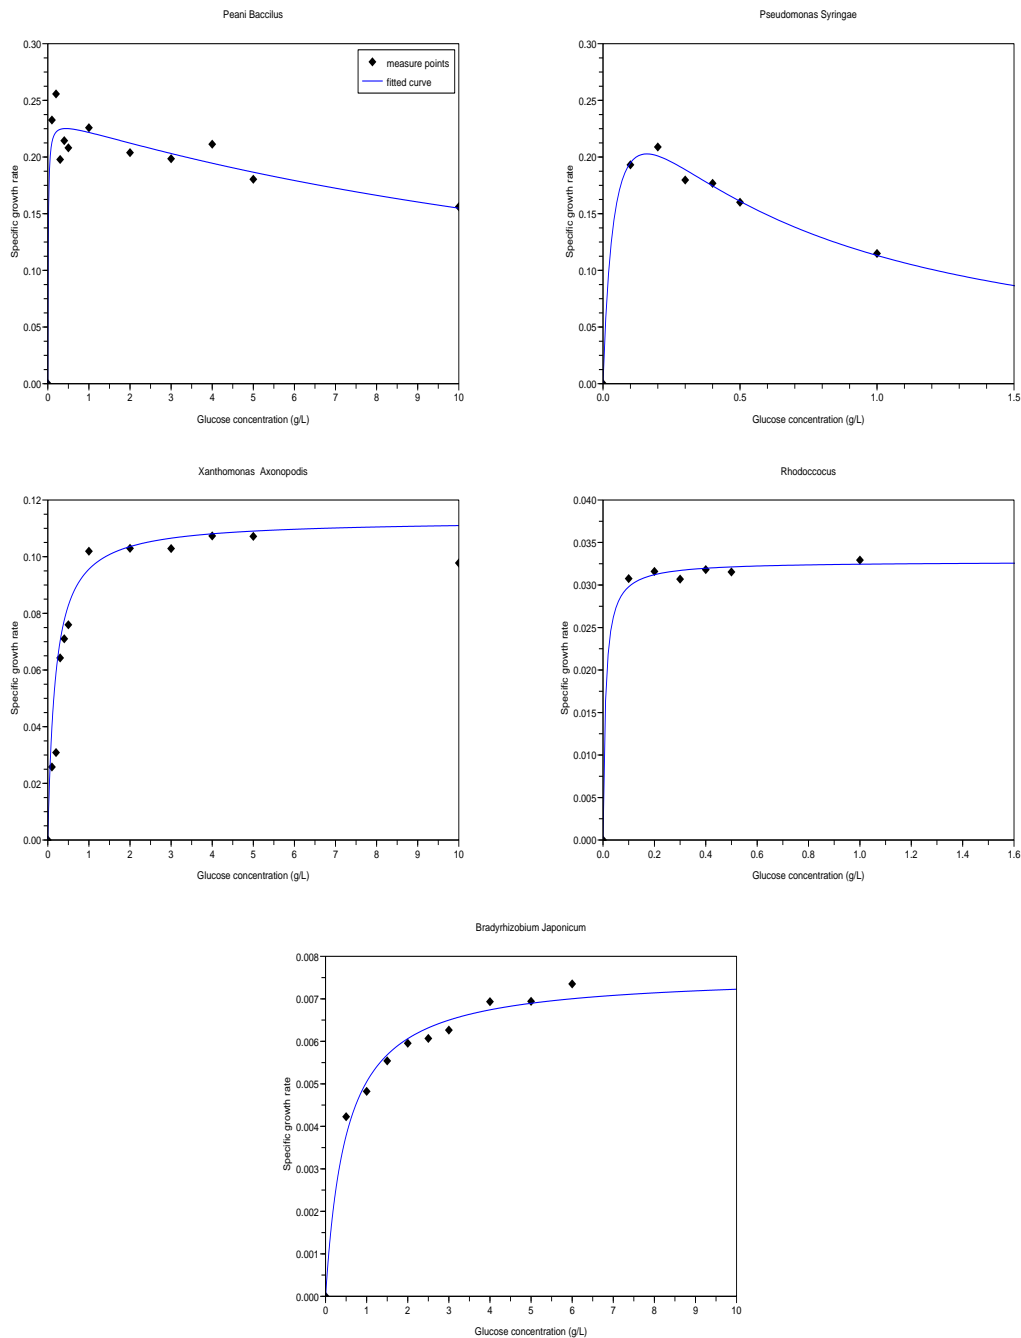 Peani Baccilus
0.30
0.25
0.20
0.15
0.10
0.05
0.00
Specific growth rate
measure points
fitted curve
0 1 2 3 4 5 6 7 8 9 10
Glucose concentration (g/L)
Pseudomonas Syringae
0.30
0.25
0.20
0.15
0.10
0.05
0.00
Specific growth rate
0.0 0.5 1.0 1.5
Glucose concentration (g/L)
Xanthomonas Axonopodis
0.12
0.10
0.08
0.06
0.04
0.02
0.00
Specific growth rate
0 1 2 3 4 5 6 7 8 9 10
Glucose concentration (g/L)
Rhodoccocus
0.040
0.035
0.030
0.025
0.020
0.015
0.010
0.005
0.000
Specific growth rate
0.0 0.2 0.4 0.6 0.8 1.0 1.2 1.4 1.6
Glucose concentration (g/L)
Bradyrhizobium Japonicum
0.008
0.007
0.006
0.005
0.004
0.003
0.002
0.001
0.000
Specific growth rate
0 1 2 3 4 5 6 7 8 9 10
Glucose concentration (g/L)